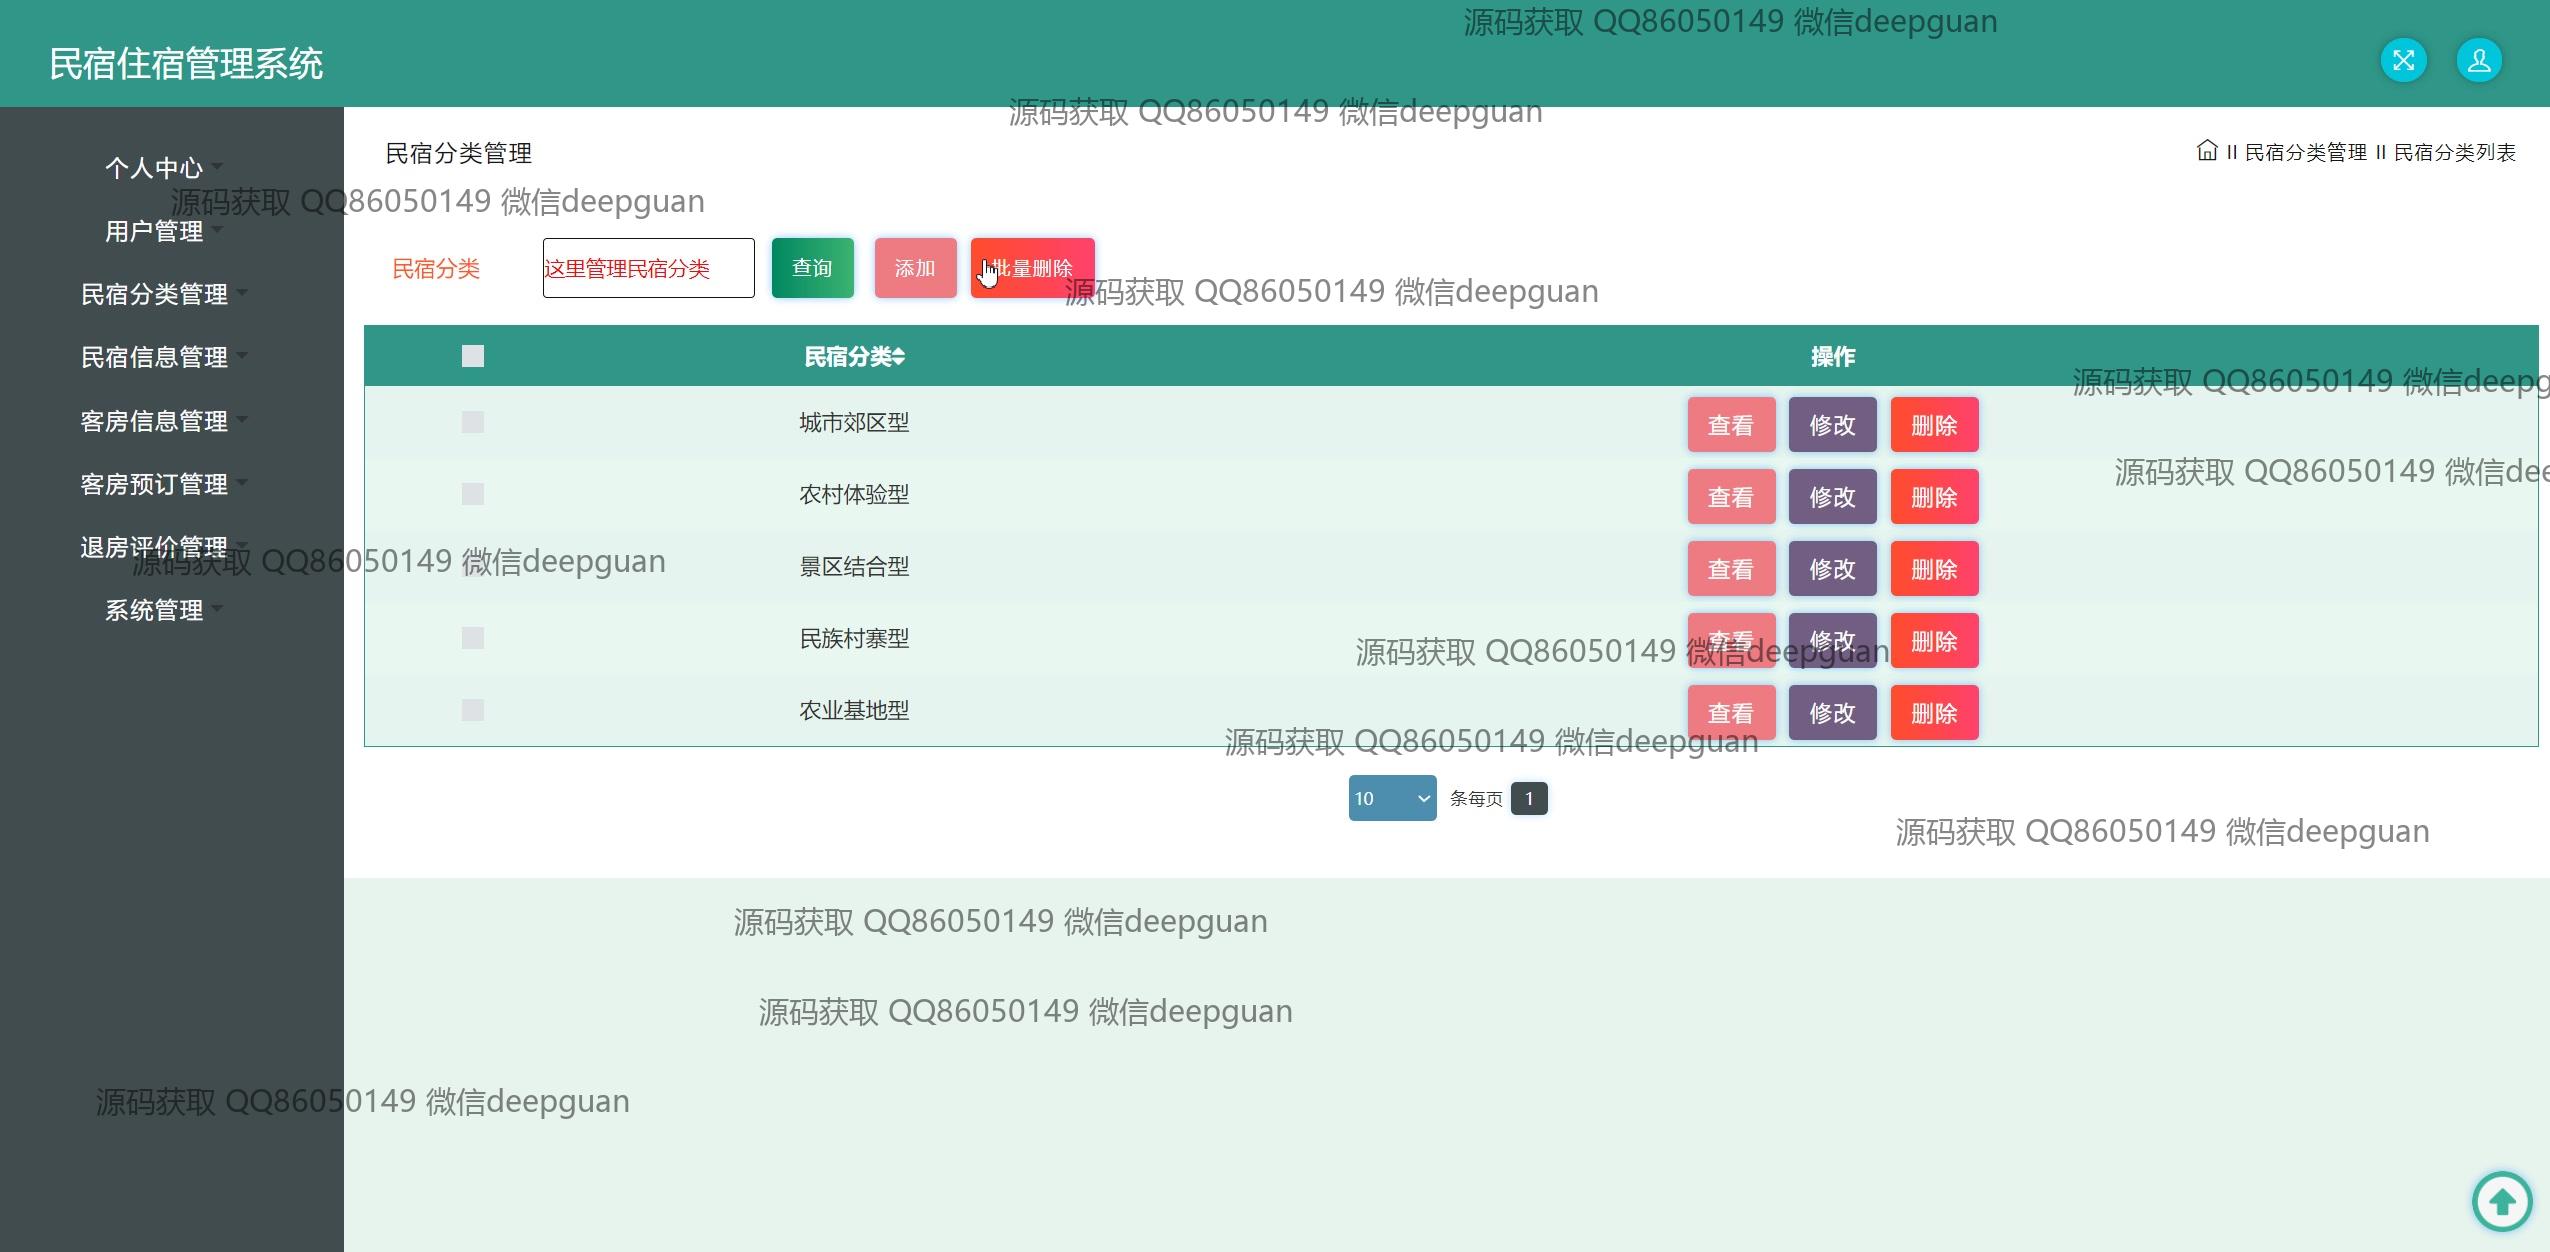 源码获取 QQ86050149 微信deepguan
民宿住宿管理系统
源码获取 QQ86050149 微信deepguan
民宿分类管理
民宿分类管理 II 民宿分类列表
个人中心
源码获取 QQ86050149 微信deepguan
用户管理
民宿分类 这里管理民宿分类 查询 添加 批量删除
民宿分类管理
源码获取 QQ86050149 微信deepguan
民宿信息管理
民宿分类 操作
源码获取 QQ86050149 微信deepg
客房信息管理
城市郊区型 查看 修改 删除
源码获取 QQ86050149 微信dee
客房预订管理
农村体验型 查看 修改 删除
退房评价管理
源码获取 QQ86050149 微信deepguan
景区结合型 查看 修改 删除
系统管理
民族村寨型 查看 修改 删除
源码获取 QQ86050149 微信deepguan
农业基地型 查看 修改 删除
源码获取 QQ86050149 微信deepguan
10 条每页 1
源码获取 QQ86050149 微信deepguan
源码获取 QQ86050149 微信deepguan
源码获取 QQ86050149 微信deepguan
源码获取 QQ86050149 微信deepguan